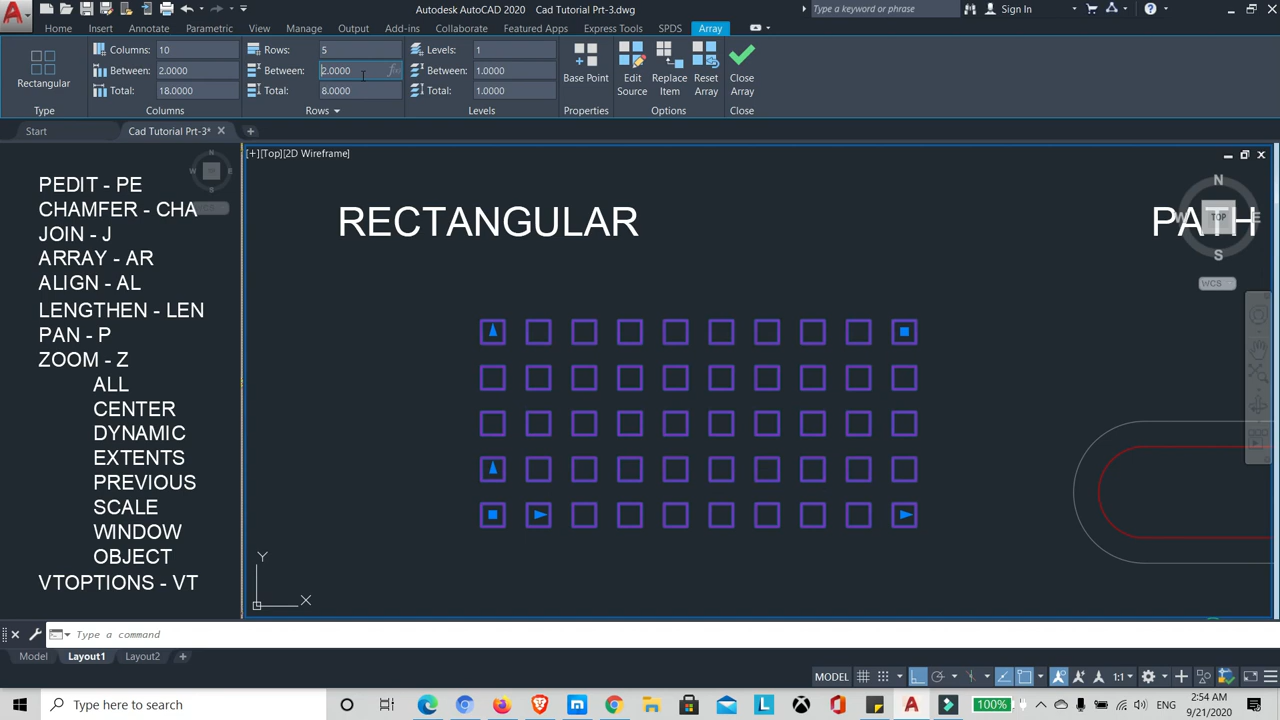 Autodesk AutoCAD 2020 Cad Tutorial Prt-3.dwg
Type a keyword or phrase
Sign In
Home Insert Annotate Parametric View Manage Output Add-ins Collaborate Featured Apps Express Tools SPDS Array
Columns: 10
Rows: 5
Levels: 1
Between: 2.0000
Between: 2.0000
Between: 1.0000
Total: 18.0000
Total: 8.0000
Total: 1.0000
Rectangular
Base Point
Edit Source
Replace Item
Reset Array
Close Array
Type
Columns
Rows
Levels
Properties
Options
Close
Start
Cad Tutorial Prt-3*
[+][Top][2D Wireframe]
PEDIT - PE
CHAMFER - CHA
JOIN - J
ARRAY - AR
ALIGN - AL
LENGTHEN - LEN
PAN - P
ZOOM - Z
ALL
CENTER
DYNAMIC
EXTENTS
PREVIOUS
SCALE
WINDOW
OBJECT
VTOPTIONS - VT
RECTANGULAR
PATH
N
W
TOP
E
S
WCS
Y
X
Type a command
Model Layout1 Layout2
MODEL
1:1
Type here to search
100%
ENG
2:54 AM
9/21/2020